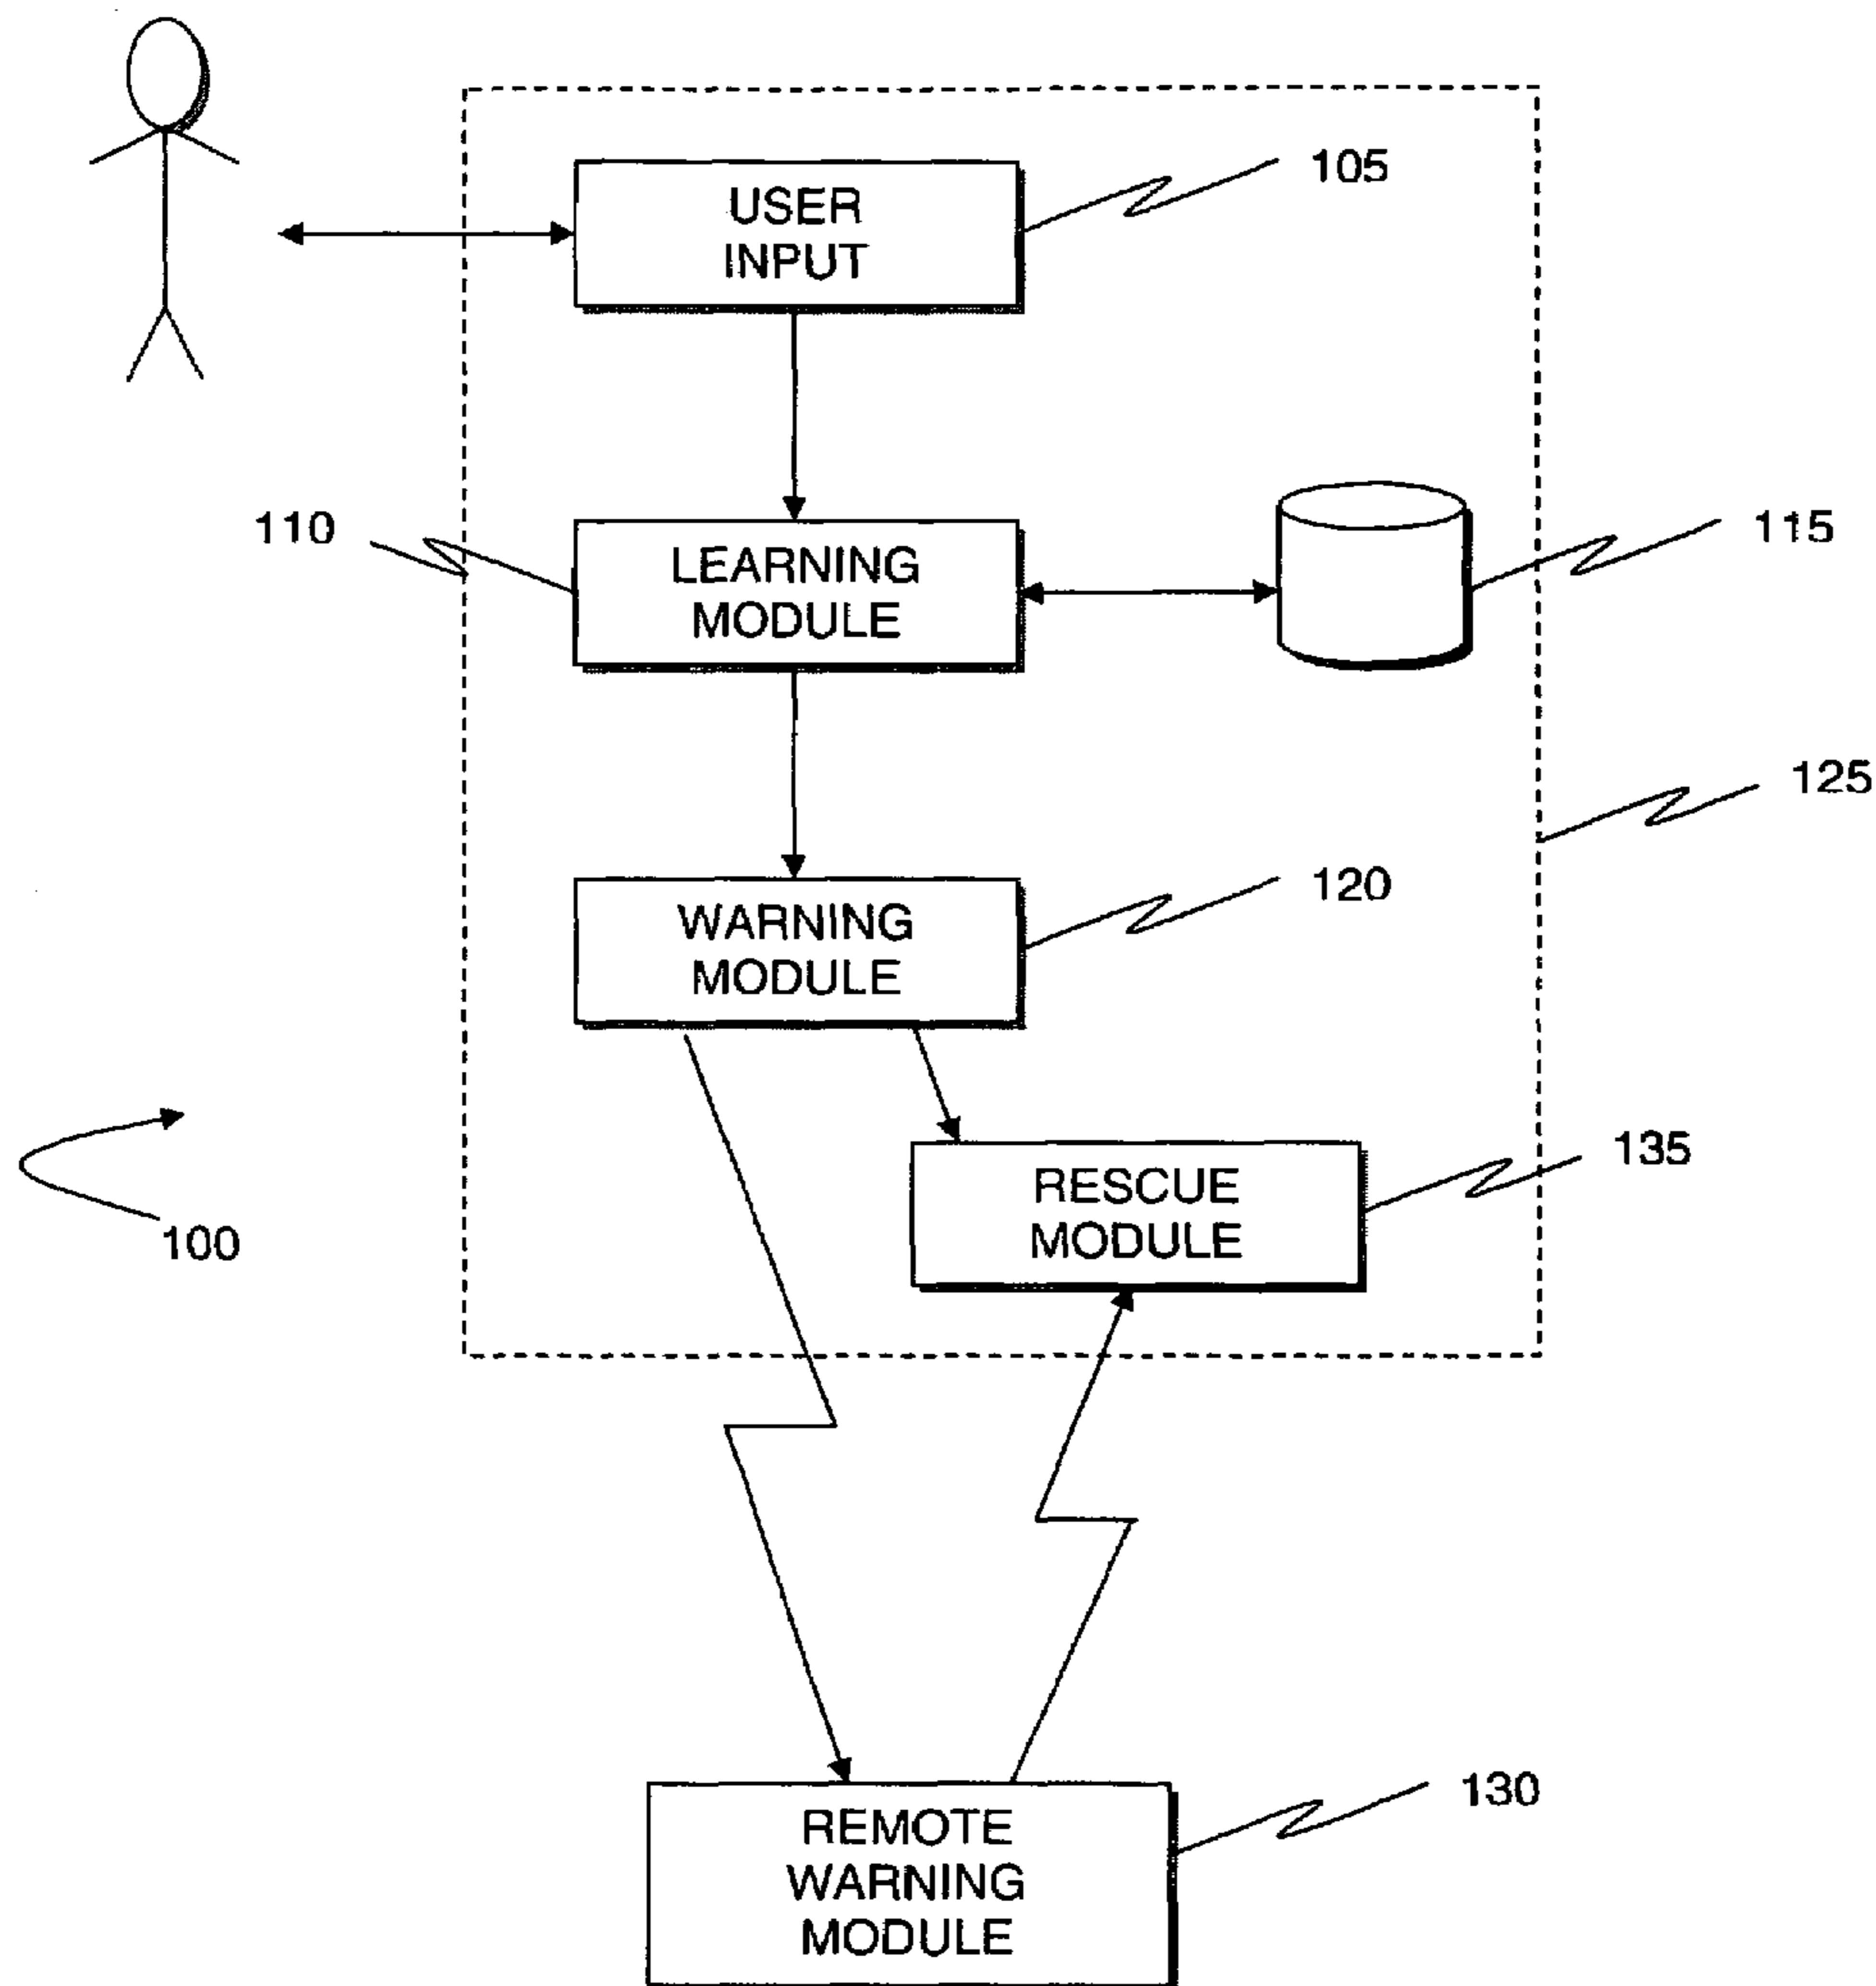 105
USER
INPUT
110
LEARNING
MODULE
115
125
120
WARNING
MODULE
135
RESCUE
MODULE
100
130
REMOTE
WARNING
MODULE